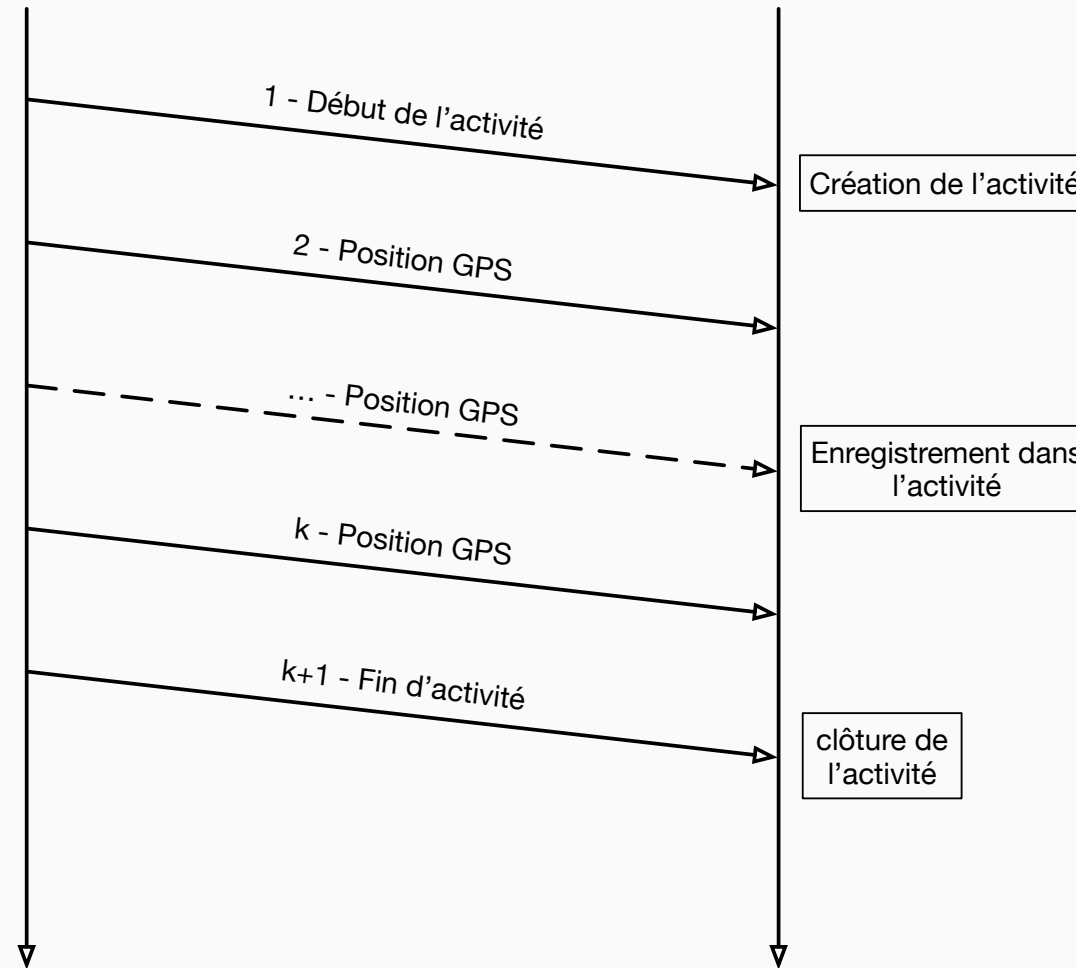 1 - Début de l’activité
Création de l’activité
2 - Position GPS
... - Position GPS
Enregistrement dans
l’activité
k - Position GPS
k+1 - Fin d’activité
clôture de
l’activité